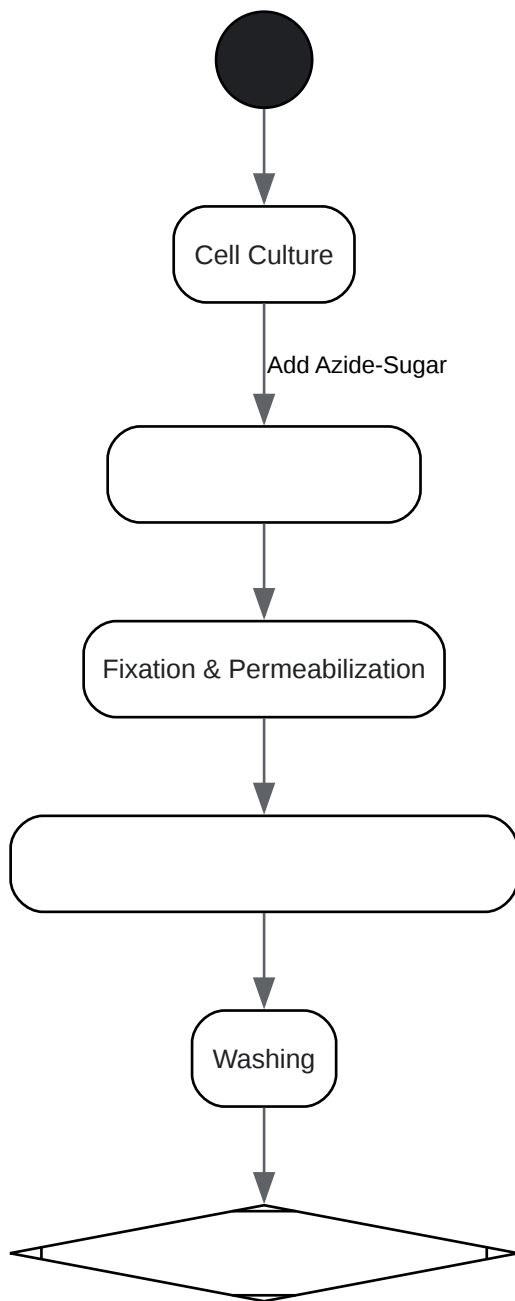 Cell Culture
Add Azide-Sugar
Fixation & Permeabilization
Washing